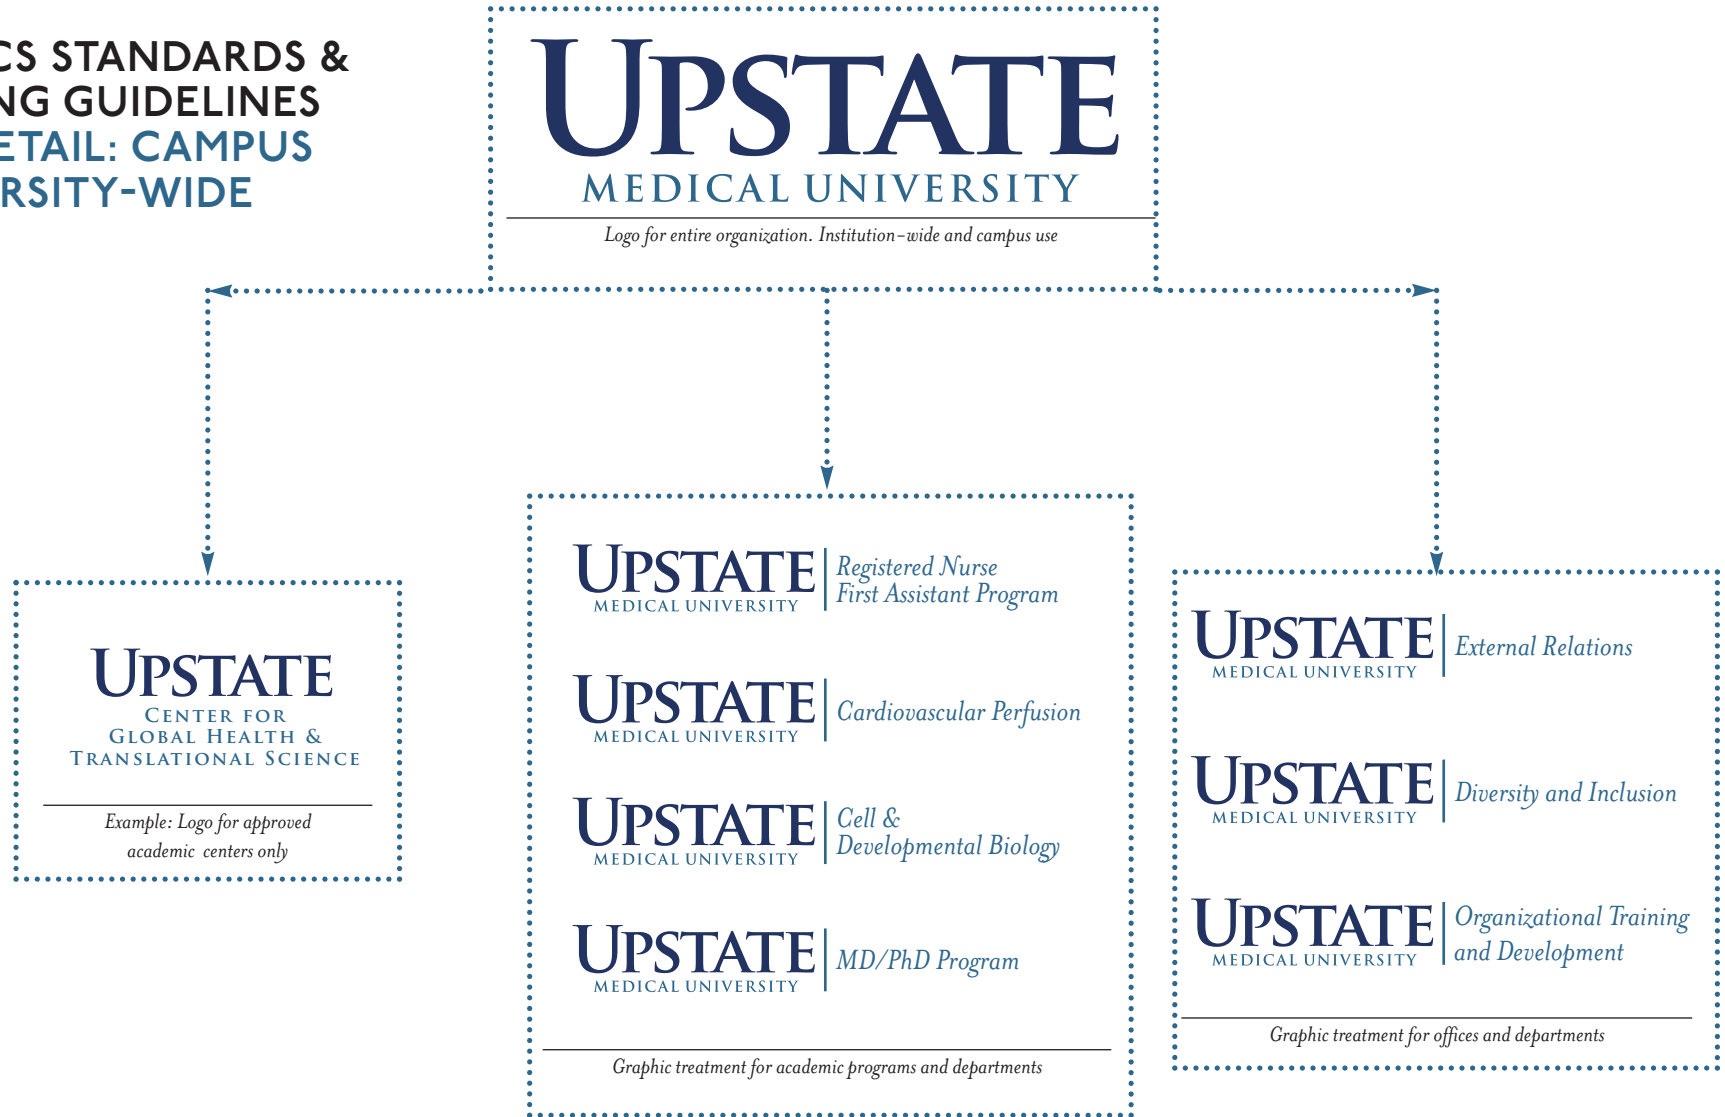 CS STANDARDS &
NG GUIDELINES
ETAIL: CAMPUS
RSITY-WIDE
UPSTATE
MEDICAL UNIVERSITY
Logo for entire organization. Institution-wide and campus use
UPSTATE
CENTER FOR
GLOBAL HEALTH &
TRANSLATIONAL SCIENCE
Example: Logo for approved
academic centers only
UPSTATE
MEDICAL UNIVERSITY
Registered Nurse
First Assistant Program
UPSTATE
MEDICAL UNIVERSITY
Cardiovascular Perfusion
UPSTATE
MEDICAL UNIVERSITY
Cell &
Developmental Biology
UPSTATE
MEDICAL UNIVERSITY
MD/PhD Program
Graphic treatment for academic programs and departments
UPSTATE
MEDICAL UNIVERSITY
External Relations
UPSTATE
MEDICAL UNIVERSITY
Diversity and Inclusion
UPSTATE
MEDICAL UNIVERSITY
Organizational Training
and Development
Graphic treatment for offices and departments